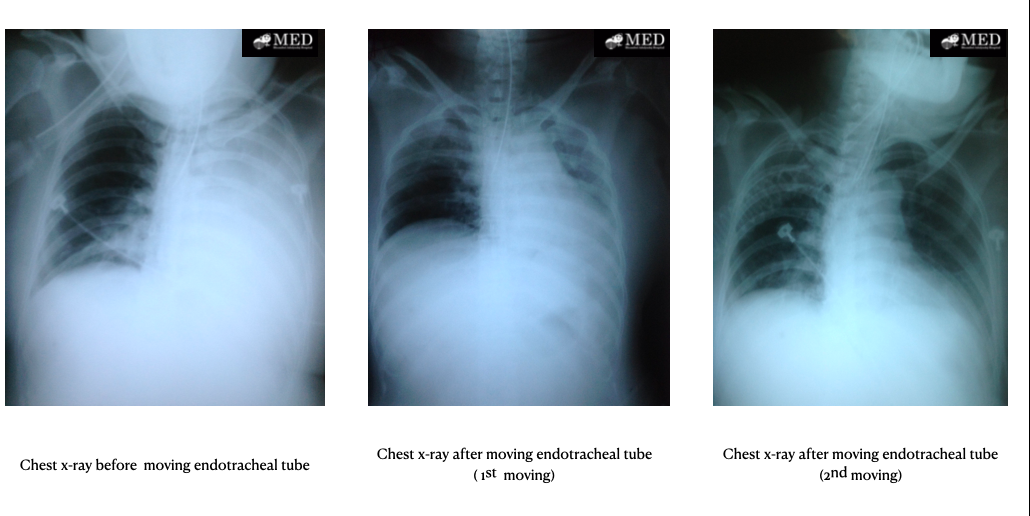 MED
MED
MED
Chest x-ray before moving endotracheal tube
Chest x-ray after moving endotracheal tube
(1st moving)
Chest x-ray after moving endotracheal tube
(2nd moving)